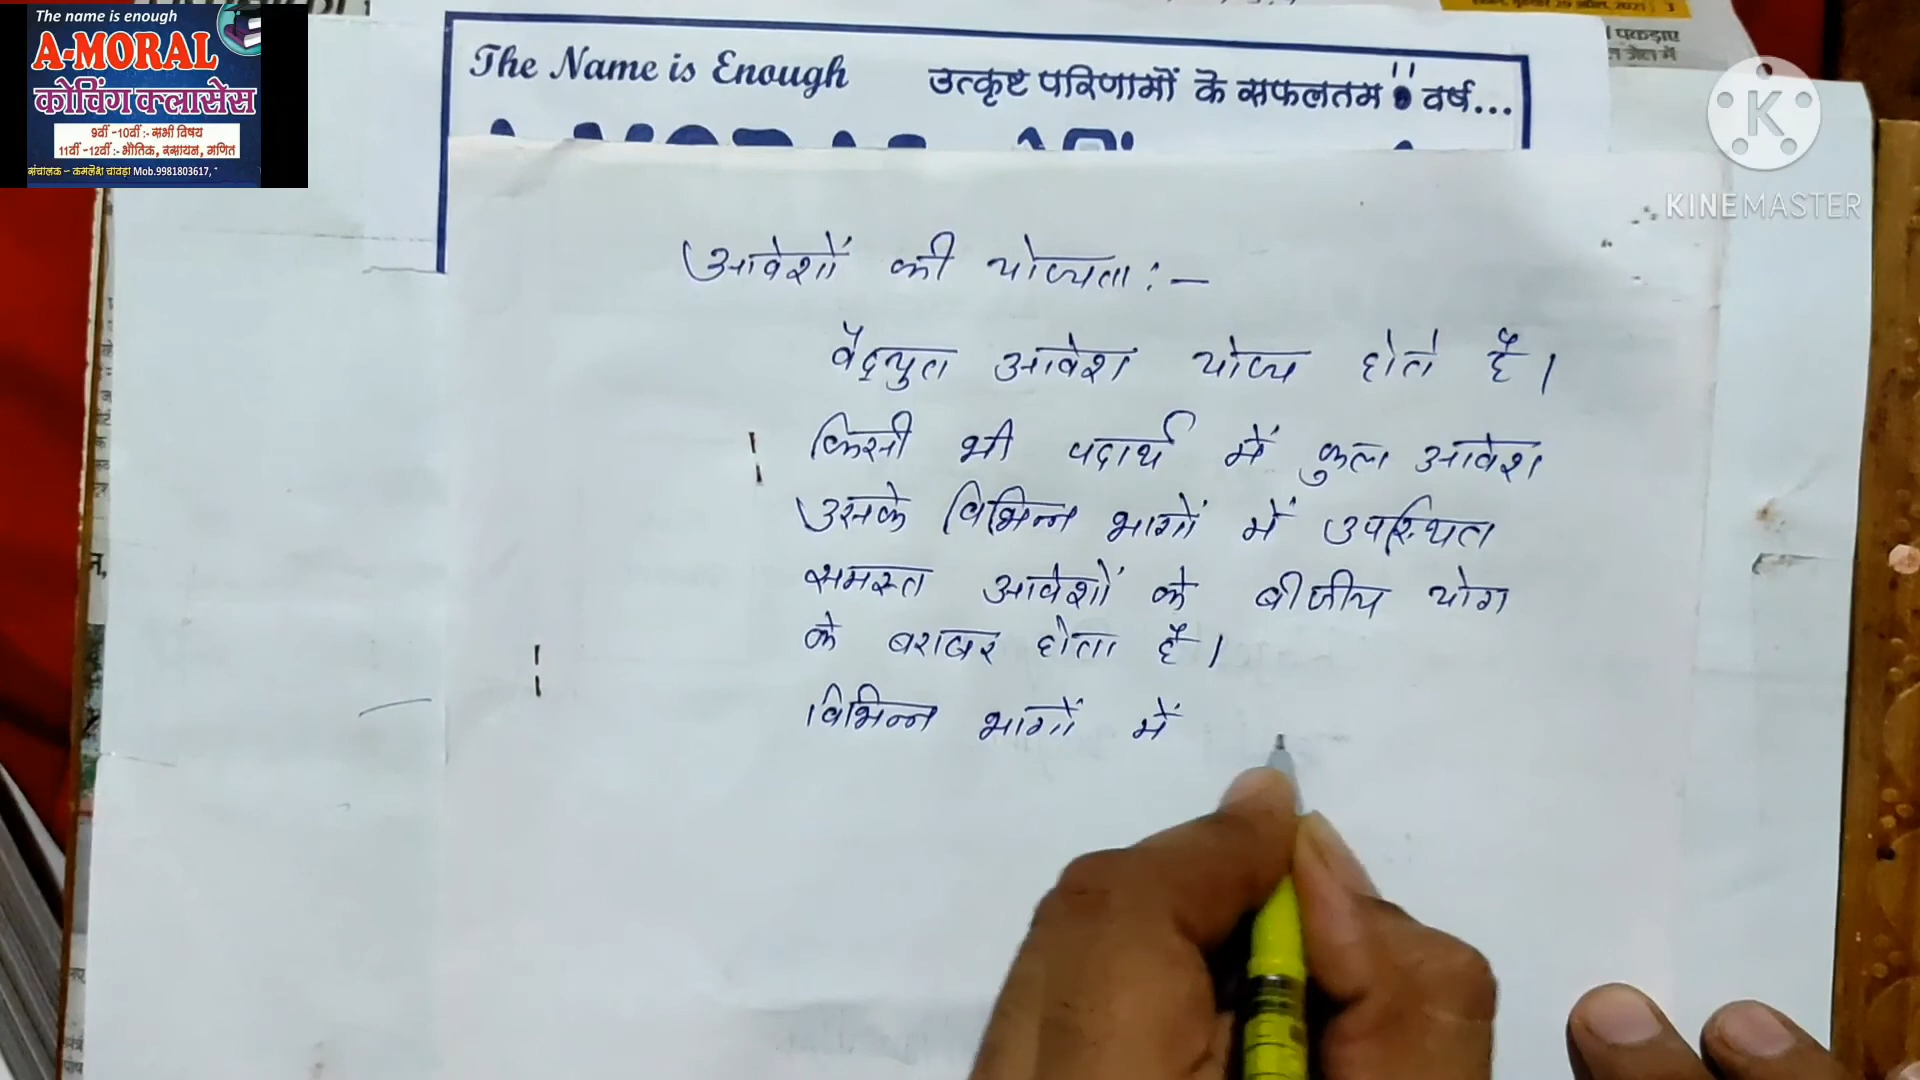 The name is enough
A-MORAL
कोचिंग क्लासेस
9वीं -10वीं :- सभी विषय
11वीं -12वीं :- भौतिक, रसायन, गणित
संचालक – कमलेश चावड़ा Mob.9981803617,
The Name is Enough उत्कृष्ट परिणामों के सफलतम 11 वर्ष...
पकड़ाए
जेल में
K
KINEMASTER
आवेशों की योज्यता :-
वैद्युत आवेश योज्य होते है।
किसी भी पदार्थ में कुल आवेश
उसके विभिन्न भागों में उपस्थित
समस्त आवेशों के बीजीय योग
के बराबर होता है।
विभिन्न भागों में